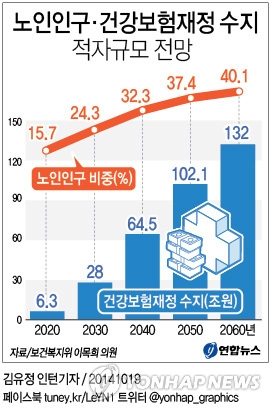 노인인구·건강보험재정 수지
적자규모 전망
15.7 24.3 32.3 37.4 40.1
노인인구 비중(%)
150
120
90
60
30
0
6.3 28 64.5 102.1 132
건강보험재정 수지(조원)
2020 2030 2040 2050 2060년
자료/보건복지위 이목희 의원
연합뉴스
김유정 인턴기자 / 20141019
페이스북 tuney.kr/LeYN1 트위터 @yonhap_graphics
YONHAP NEWS